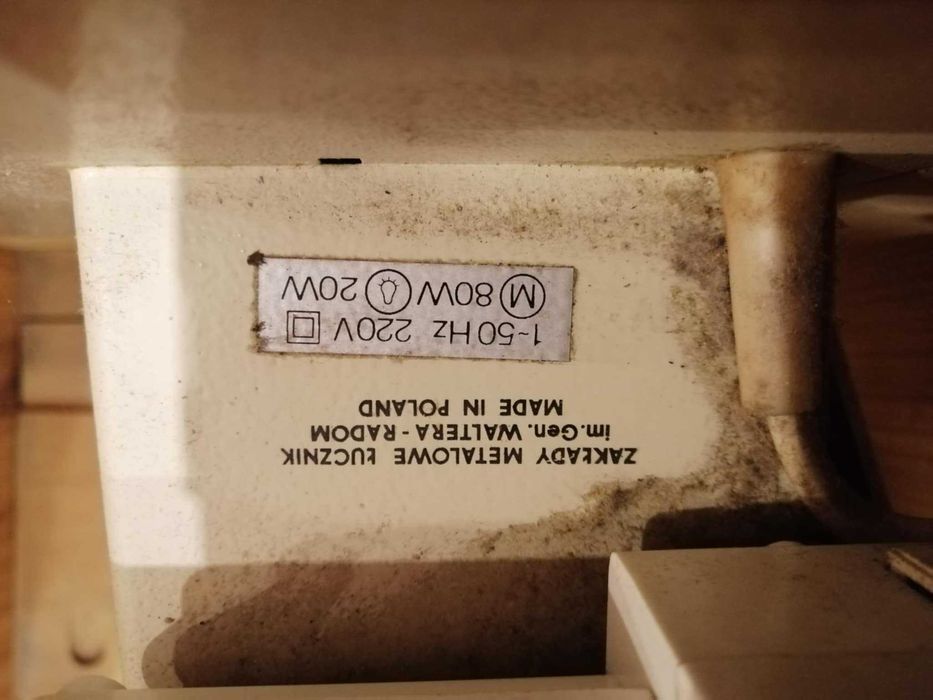 ZAKŁADY METALOWE ŁUCZNIK
im.Gen.WALTERA-RADOM
MADE IN POLAND
1~50Hz 220V
M 80W 20W